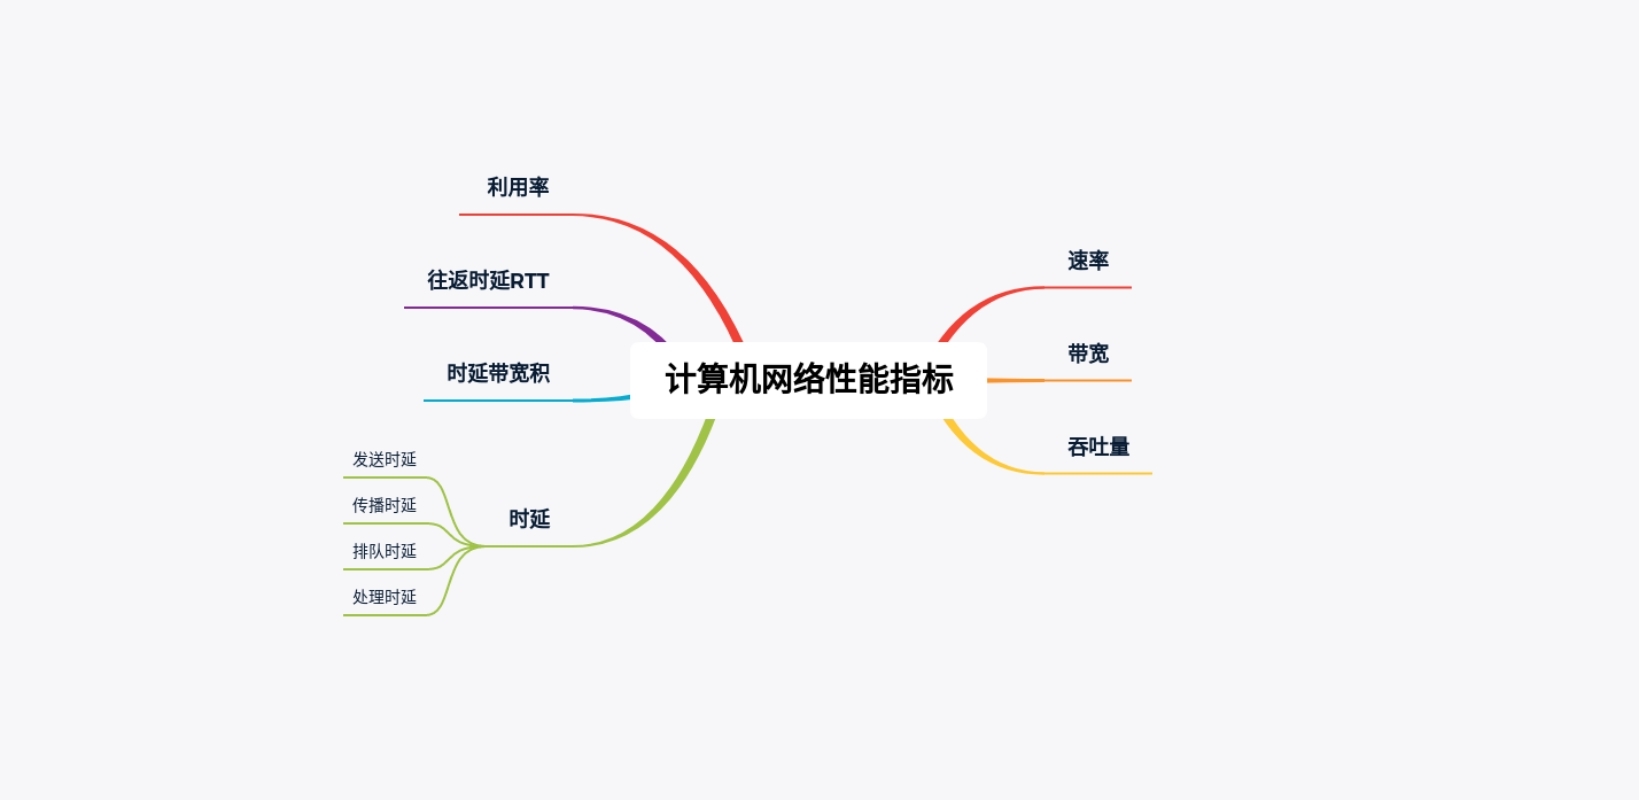 计算机网络性能指标
速率
带宽
吞吐量
时延
发送时延
传播时延
排队时延
处理时延
时延带宽积
往返时延RTT
利用率